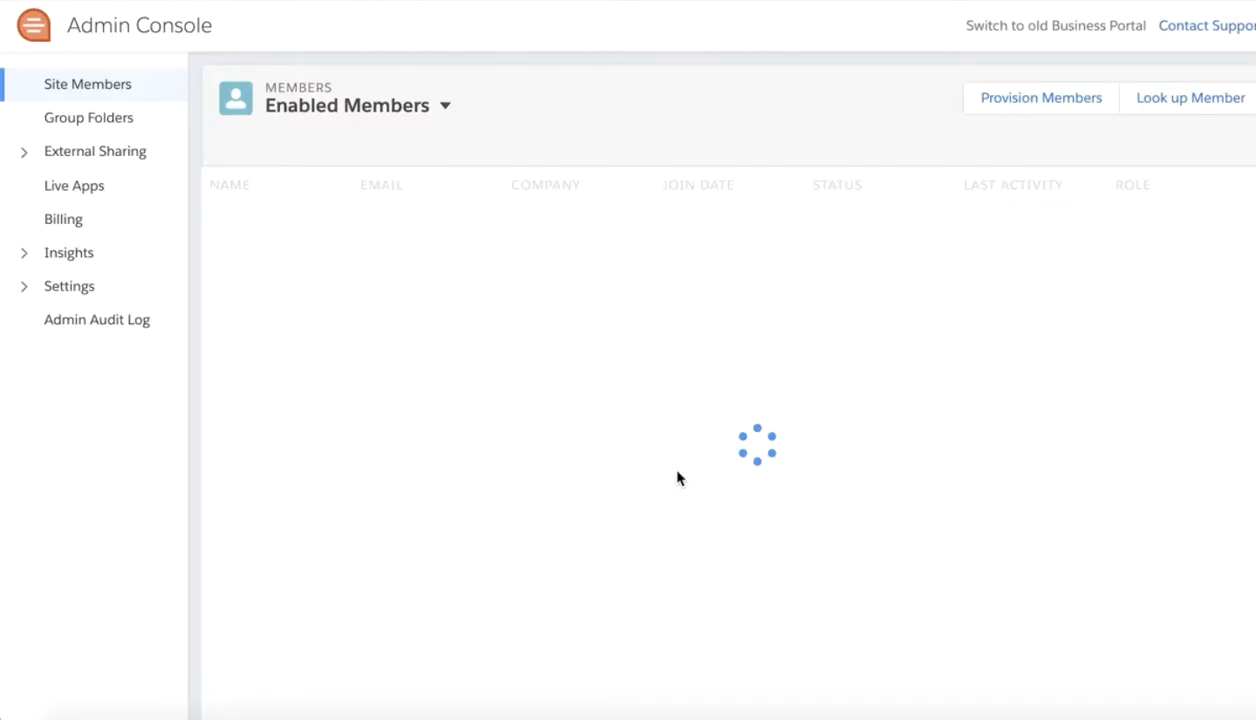 Admin Console
Switch to old Business Portal
Contact Suppor
Site Members
Group Folders
External Sharing
Live Apps
Billing
Insights
Settings
Admin Audit Log
MEMBERS
Enabled Members
Provision Members
Look up Member
NAME EMAIL COMPANY JOIN DATE STATUS LAST ACTIVITY ROLE